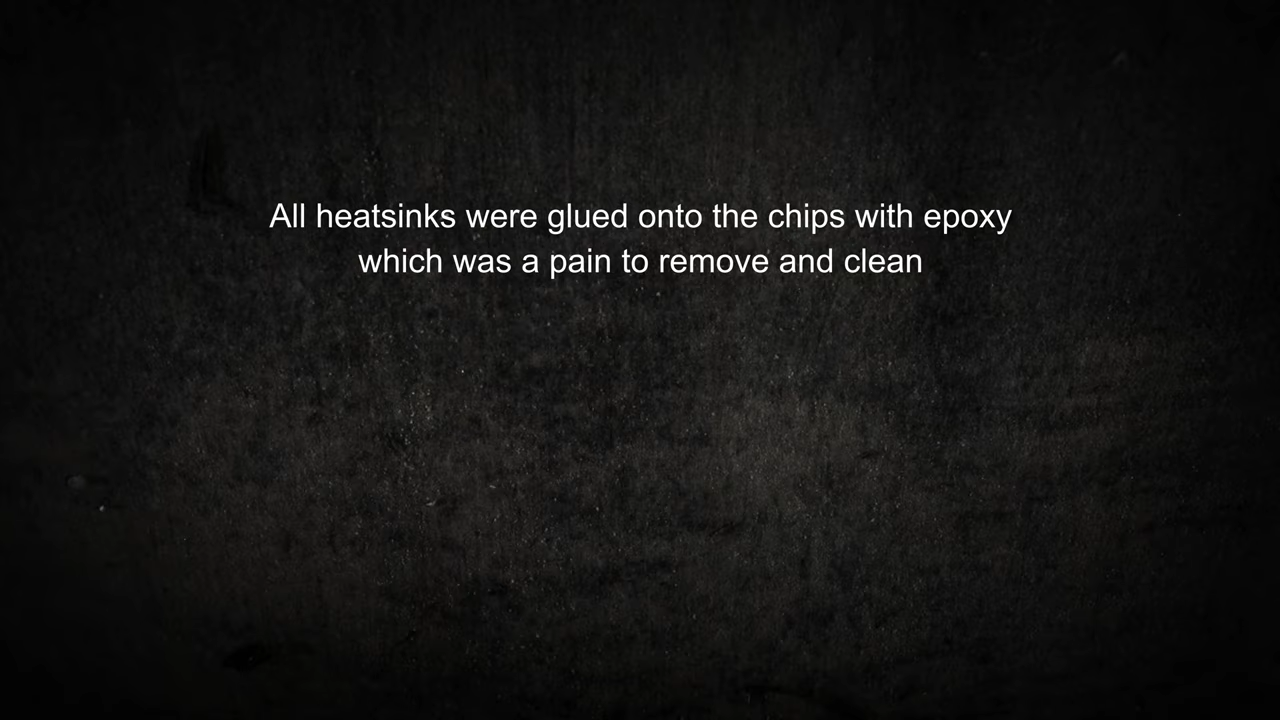 All heatsinks were glued onto the chips with epoxy
which was a pain to remove and clean